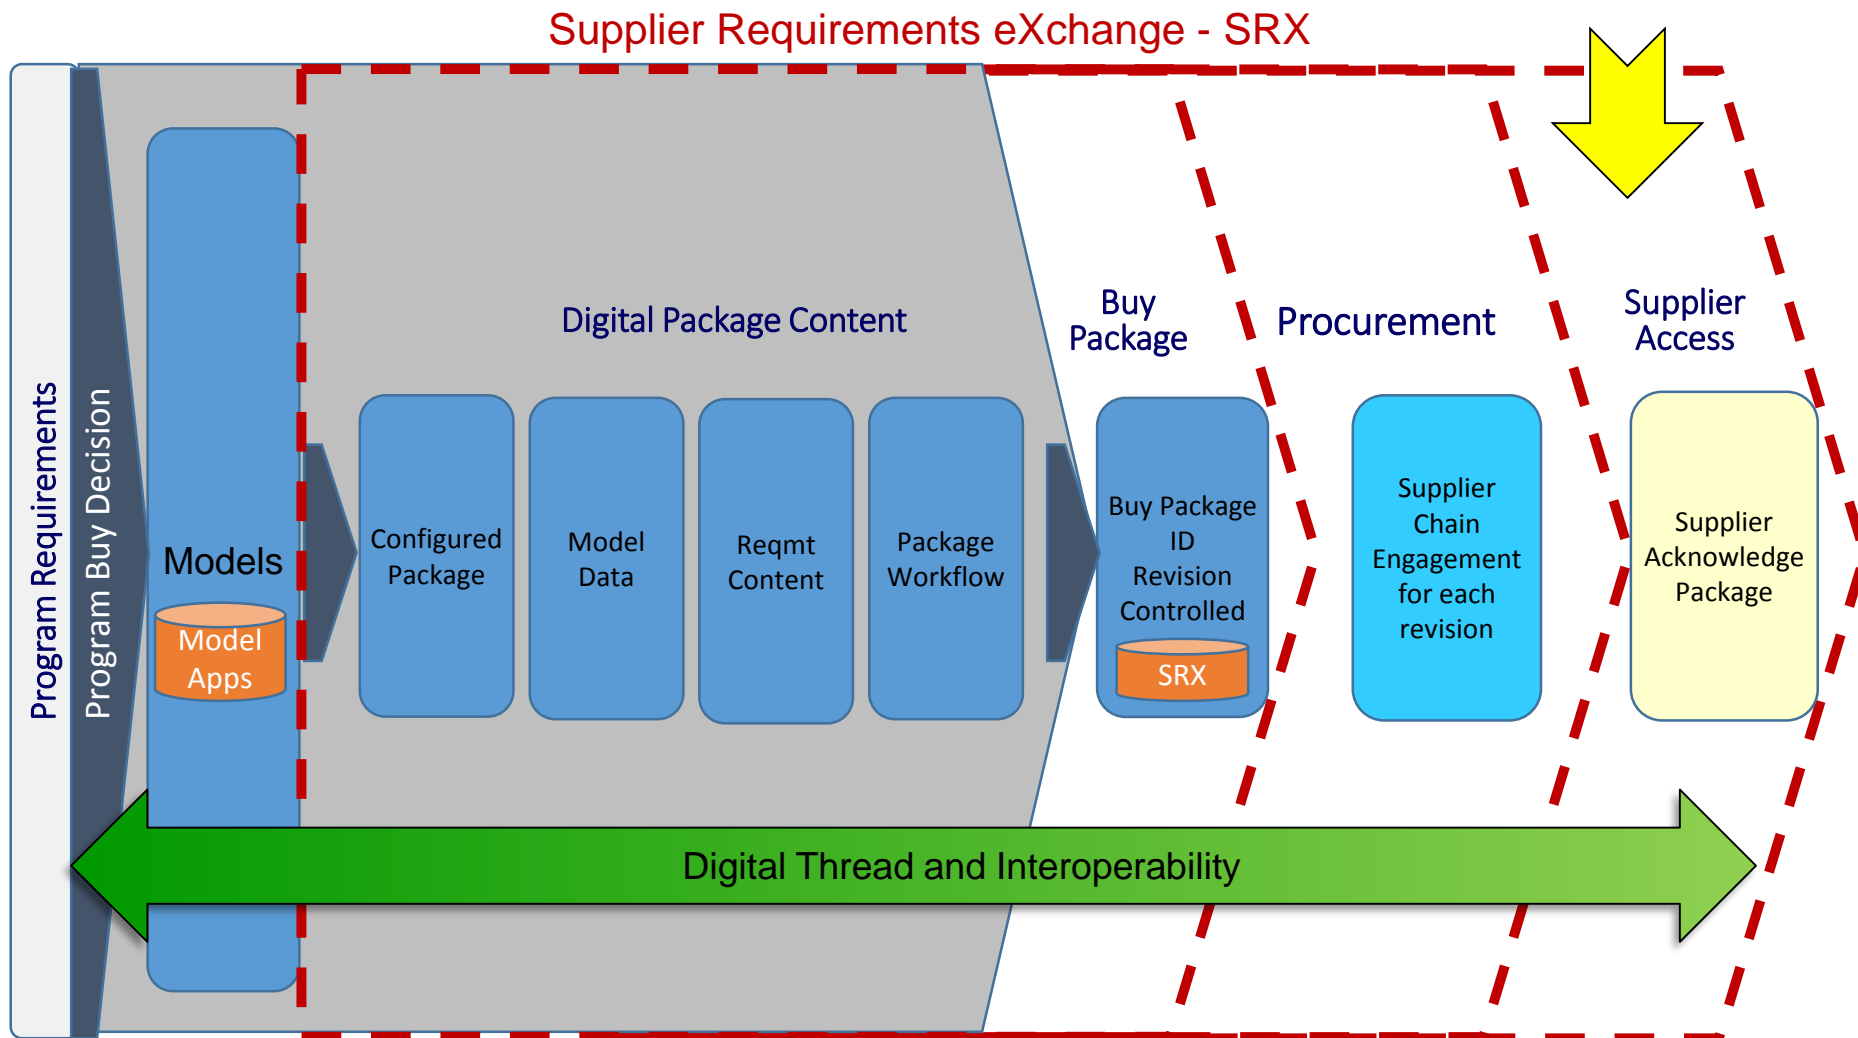 Supplier Requirements eXchange - SRX
Program Requirements
Program Buy Decision
Models
Model
Apps
Digital Package Content
Configured
Package
Model
Data
Reqmt
Content
Package
Workflow
Buy
Package
Buy Package
ID
Revision
Controlled
SRX
Procurement
Supplier
Chain
Engagement
for each
revision
Supplier
Access
Supplier
Acknowledge
Package
Digital Thread and Interoperability